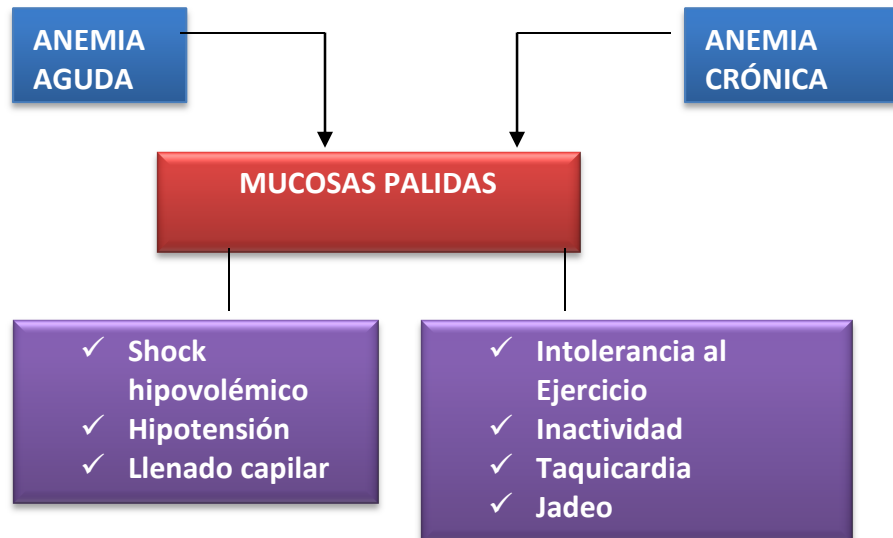 ANEMIA
AGUDA
ANEMIA
CRÓNICA
MUCOSAS PALIDAS
✓ Shock
hipovolémico
✓ Hipotensión
✓ Llenado capilar
✓ Intolerancia al
Ejercicio
✓ Inactividad
✓ Taquicardia
✓ Jadeo